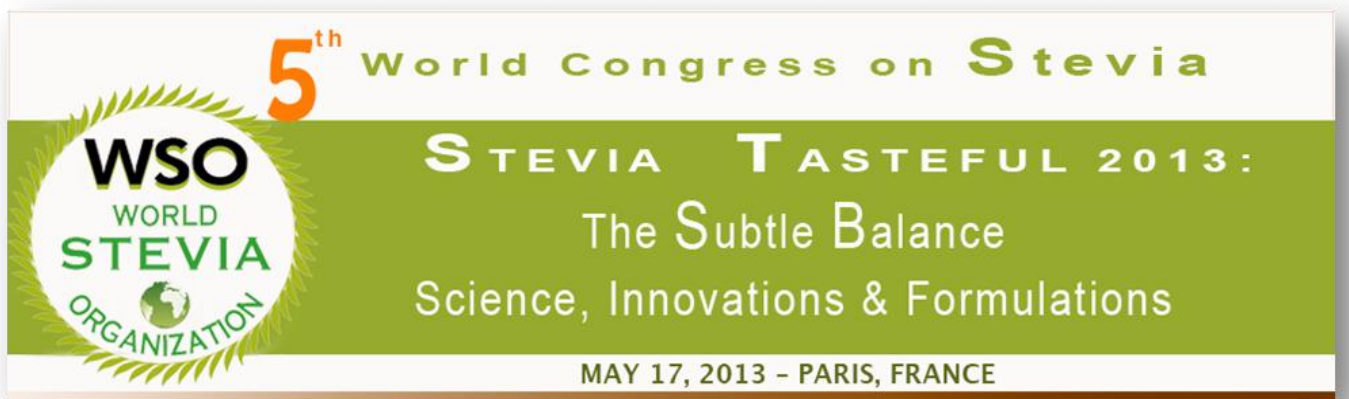 5th World Congress on Stevia
WSO
WORLD
STEVIA
ORGANIZATION
STEVIA TASTEFUL 2013:
The Subtle Balance
Science, Innovations & Formulations
MAY 17, 2013 – PARIS, FRANCE